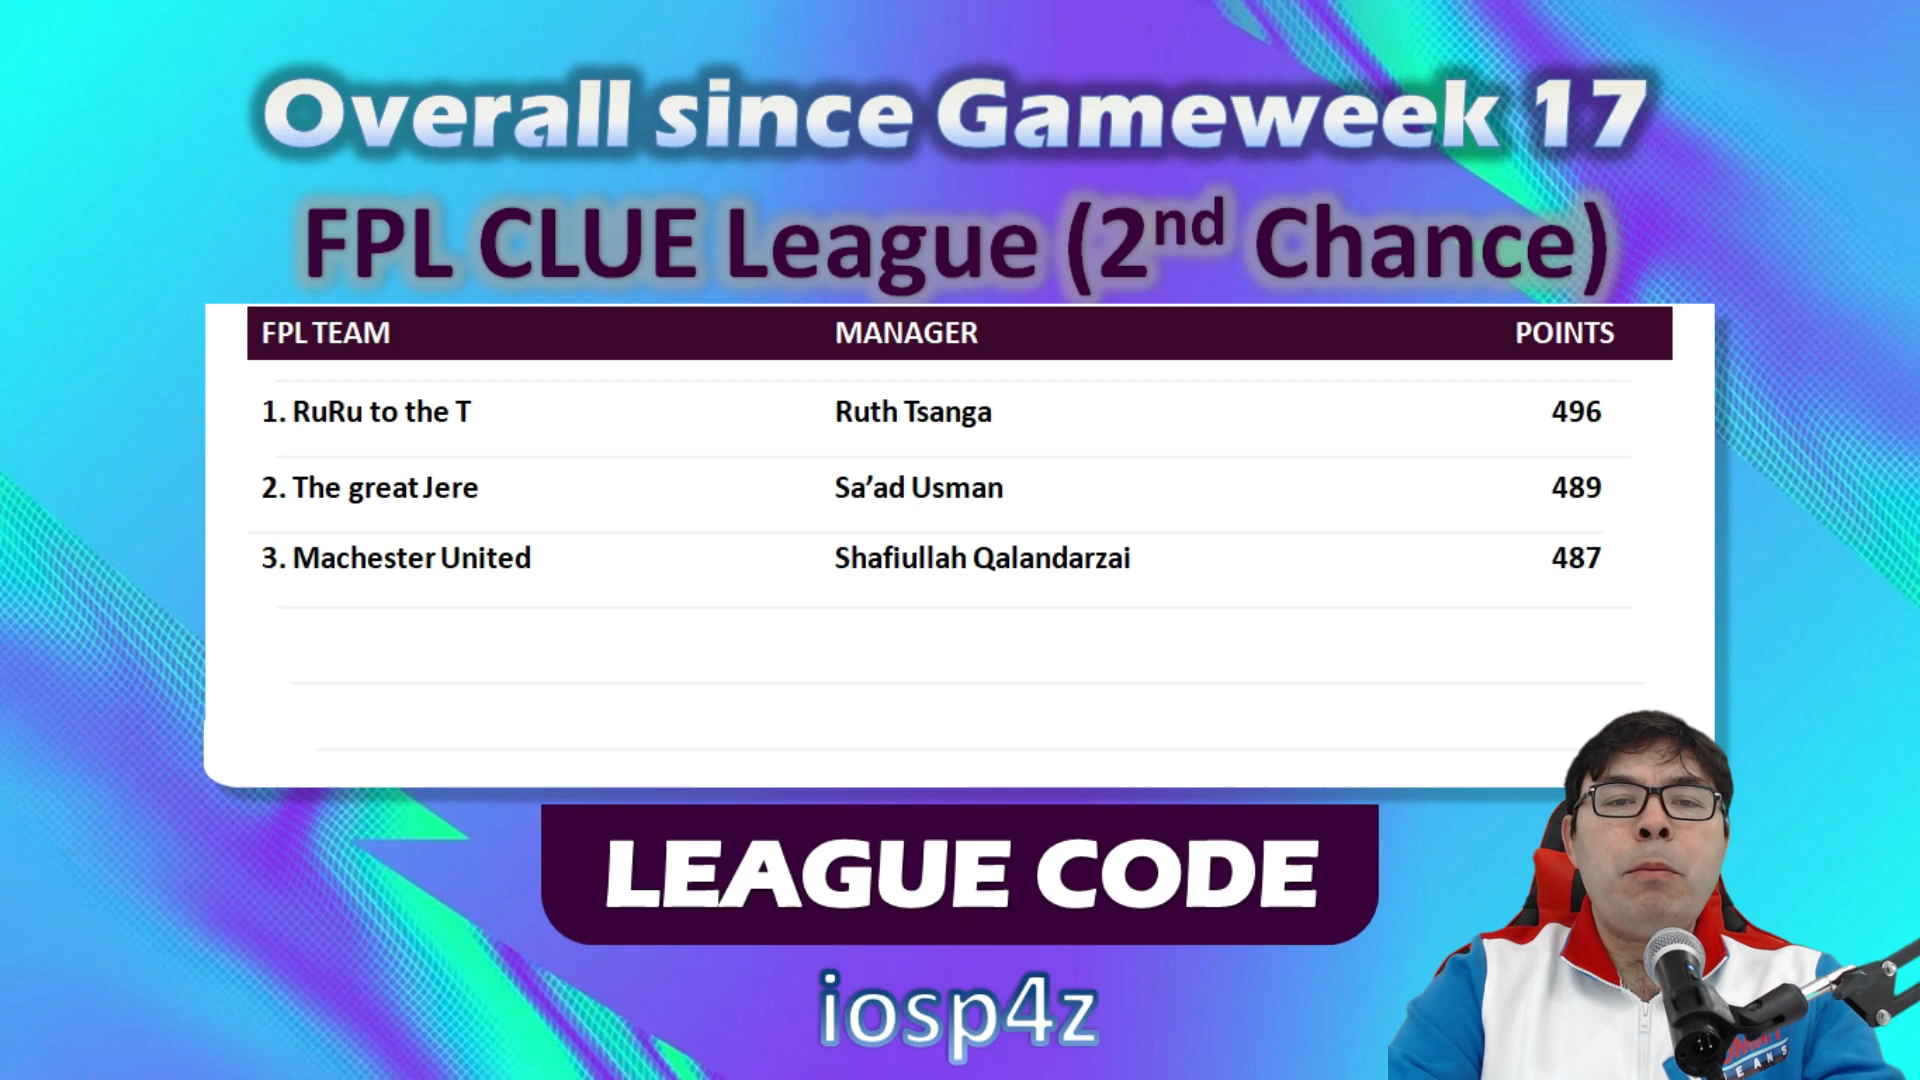 Overall since Gameweek 17
FPL CLUE League (2nd Chance)
FPL TEAM MANAGER POINTS
1. RuRu to the T Ruth Tsanga 496
2. The great Jere Sa’ad Usman 489
3. Machester United Shafiullah Qalandarzai 487
LEAGUE CODE
iosp4z